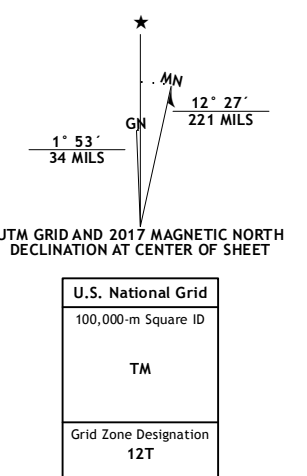 ★
MN
GN
12° 27´
221 MILS
1° 53´
34 MILS
UTM GRID AND 2017 MAGNETIC NORTH
DECLINATION AT CENTER OF SHEET
U.S. National Grid
100,000-m Square ID
TM
Grid Zone Designation
12T